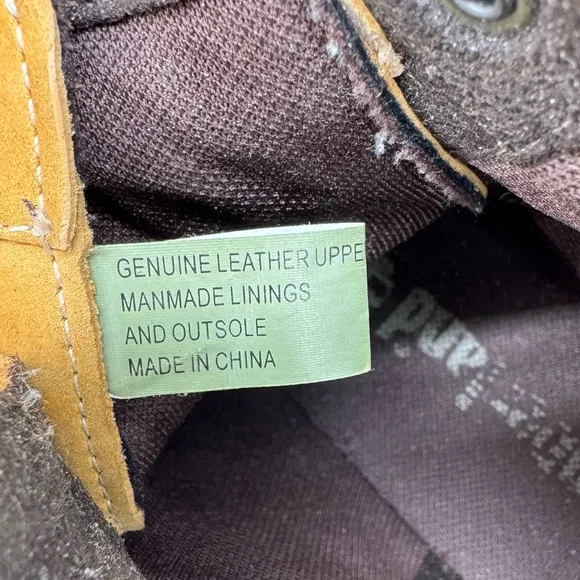 GENUINE LEATHER UPPE
MANMADE LININGS
AND OUTSOLE
MADE IN CHINA